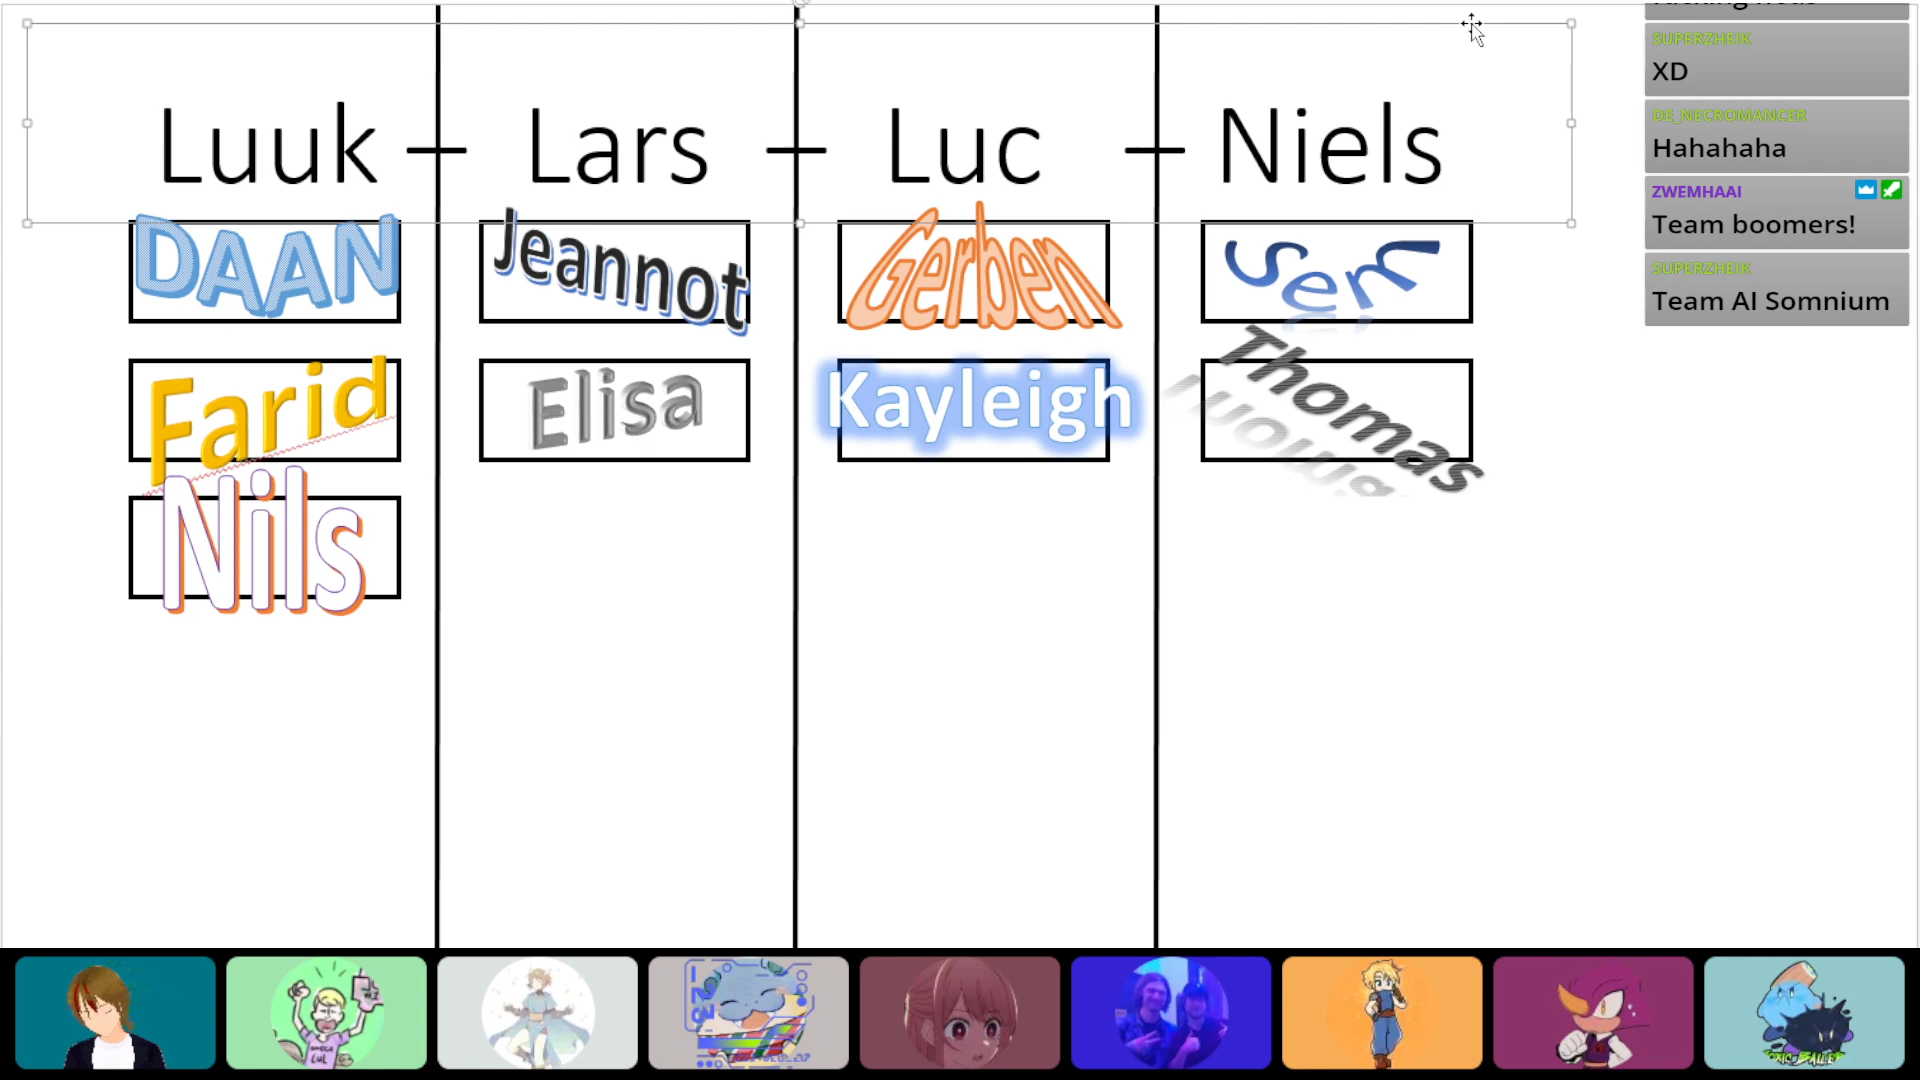 Luuk – Lars – Luc – Niels
DAAN
Jeannot
Gerben
Sem
Farid
Elisa
Kayleigh
Thomas
Nils
SUPERZHEIK
XD
DE_NECROMANCER
Hahahaha
ZWEMHAAI
Team boomers!
SUPERZHEIK
Team AI Somnium